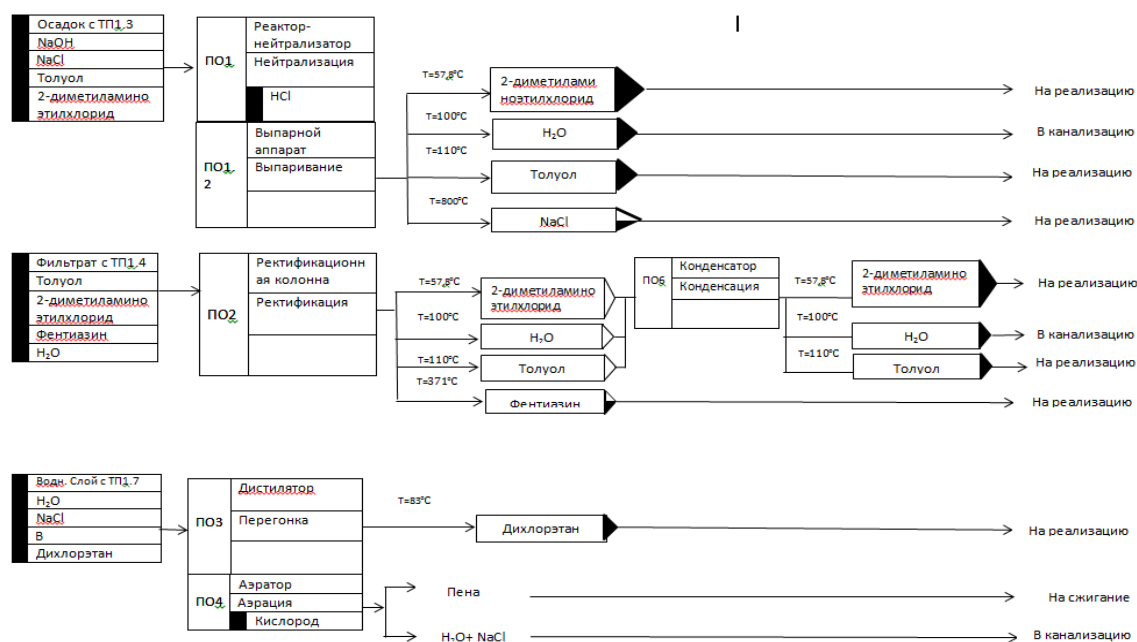 Осадок с ТП1.3
NaOH
NaCl
Толуол
2-диметиламино
этилхлорид
ПО1
Реактор-
нейтрализатор
Нейтрализация
HCl
ПО1.
2
Выпарной
аппарат
Выпаривание
T=57,8°C
2-диметилами
ноэтилхлорид
На реализацию
T=100°C
H₂O
В канализацию
T=110°C
Толуол
На реализацию
T=800°C
NaCl
На реализацию
Фильтрат с ТП1.4
Толуол
2-диметиламино
этилхлорид
Фентиазин
H₂O
ПО2
Ректификационн
ая колонна
Ректификация
T=57,8°C
2-диметиламино
этилхлорид
T=100°C
H₂O
T=110°C
Толуол
T=371°C
Фентиазин
На реализацию
ПО6
Конденсатор
Конденсация
T=57,8°C
2-диметиламино
этилхлорид
На реализацию
T=100°C
H₂O
В канализацию
T=110°C
Толуол
На реализацию
Водн. Слой с ТП1.7
H₂O
NaCl
В
Дихлорэтан
ПО3
Дистилятор
Перегонка
T=83°C
Дихлорэтан
На реализацию
ПО4
Аэратор
Аэрация
Кислород
Пена
На сжигание
H₂O+ NaCl
В канализацию